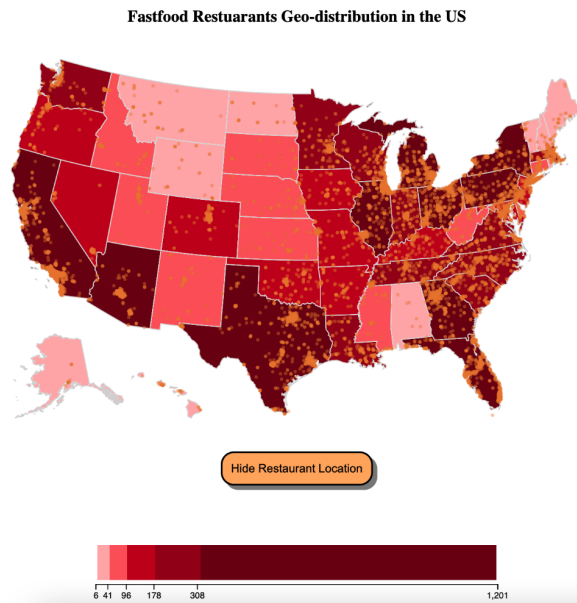 Fastfood Restuarants Geo-distribution in the US
Hide Restaurant Location
6 41 96 178 308 1,201